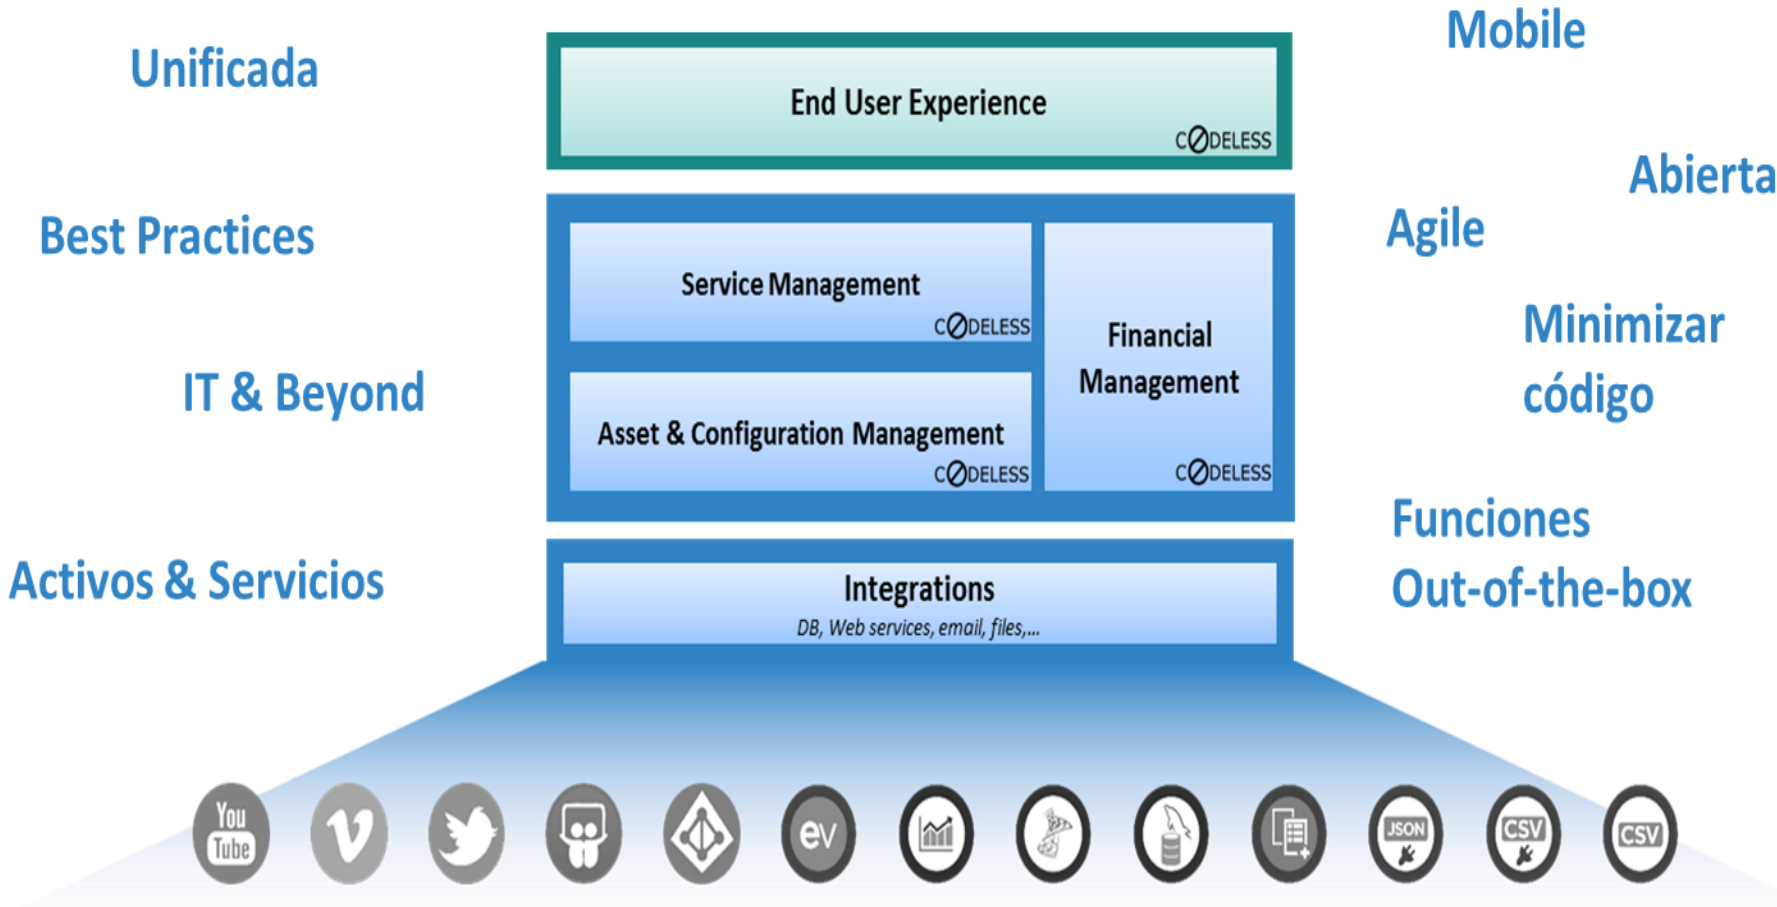 Unificada
Best Practices
IT & Beyond
Activos & Servicios
End User Experience
CØDELESS
Service Management
CØDELESS
Asset & Configuration Management
CØDELESS
Financial
Management
CØDELESS
Integrations
DB, Web services, email, files,...
Mobile
Abierta
Agile
Minimizar
código
Funciones
Out-of-the-box
You
Tube
ev
JSON
CSV
CSV